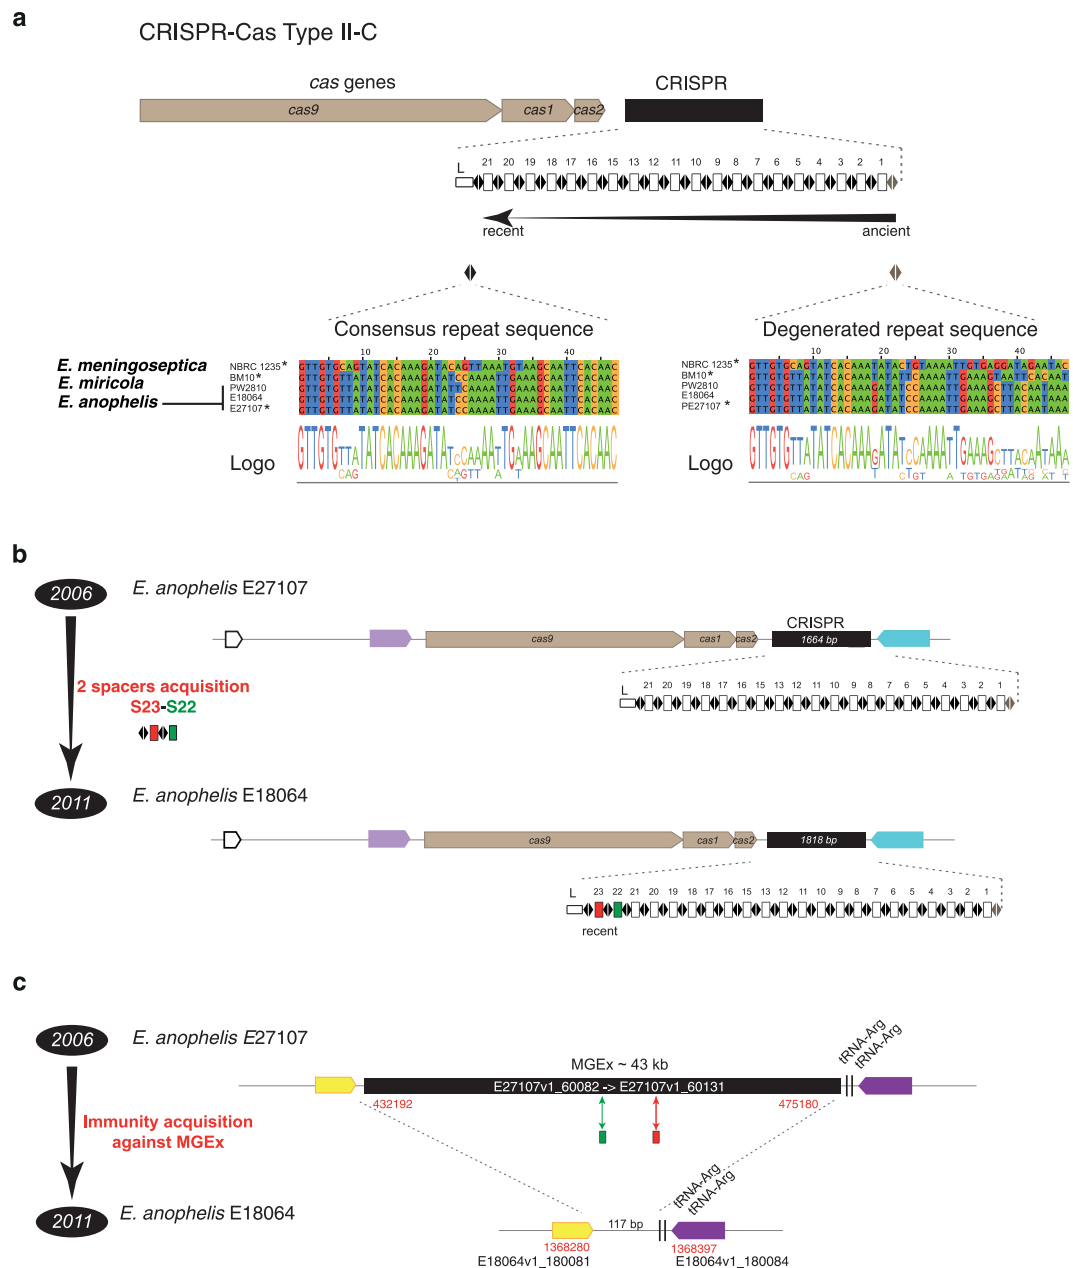 a
CRISPR-Cas Type II-C
cas genes
CRISPR
cas9
cas1
cas2
L
21 20 19 18 17 16 15 13 12 11 10 9 8 7 6 5 4 3 2 1
recent
ancient
Consensus repeat sequence
Degenerated repeat sequence
10 20 30 40
10 20 30 40
E. meningoseptica
E. miricola
E. anophelis
NBRC 1235*
BM10*
PW2810
E18064
E27107*
NBRC 1235*
BM10*
PW2810
E18064
PE27107*
GTTGTGCAGTATCACAAAGATACAGTTAAATGTAAGCAATTCACAAC
GTTGTGTTATATCACAAAGATATCCAAAATTGAAAGCAATTCACAAC
Logo
Logo
b
2006
E. anophelis E27107
CRISPR
cas9
cas1
cas2
1664 bp
2 spacers acquisition
S23-S22
L
21 20 19 18 17 16 15 13 12 11 10 9 8 7 6 5 4 3 2 1
2011
E. anophelis E18064
cas9
cas1
cas2
1818 bp
L
23 22 21 20 19 18 17 16 15 13 12 11 10 9 8 7 6 5 4 3 2 1
recent
c
2006
E. anophelis E27107
tRNA-Arg
tRNA-Arg
MGEx ~ 43 kb
E27107v1_60082 -> E27107v1_60131
432192
475180
Immunity acquisition
against MGEx
tRNA-Arg
tRNA-Arg
2011
E. anophelis E18064
117 bp
1368280
1368397
E18064v1_180081
E18064v1_180084